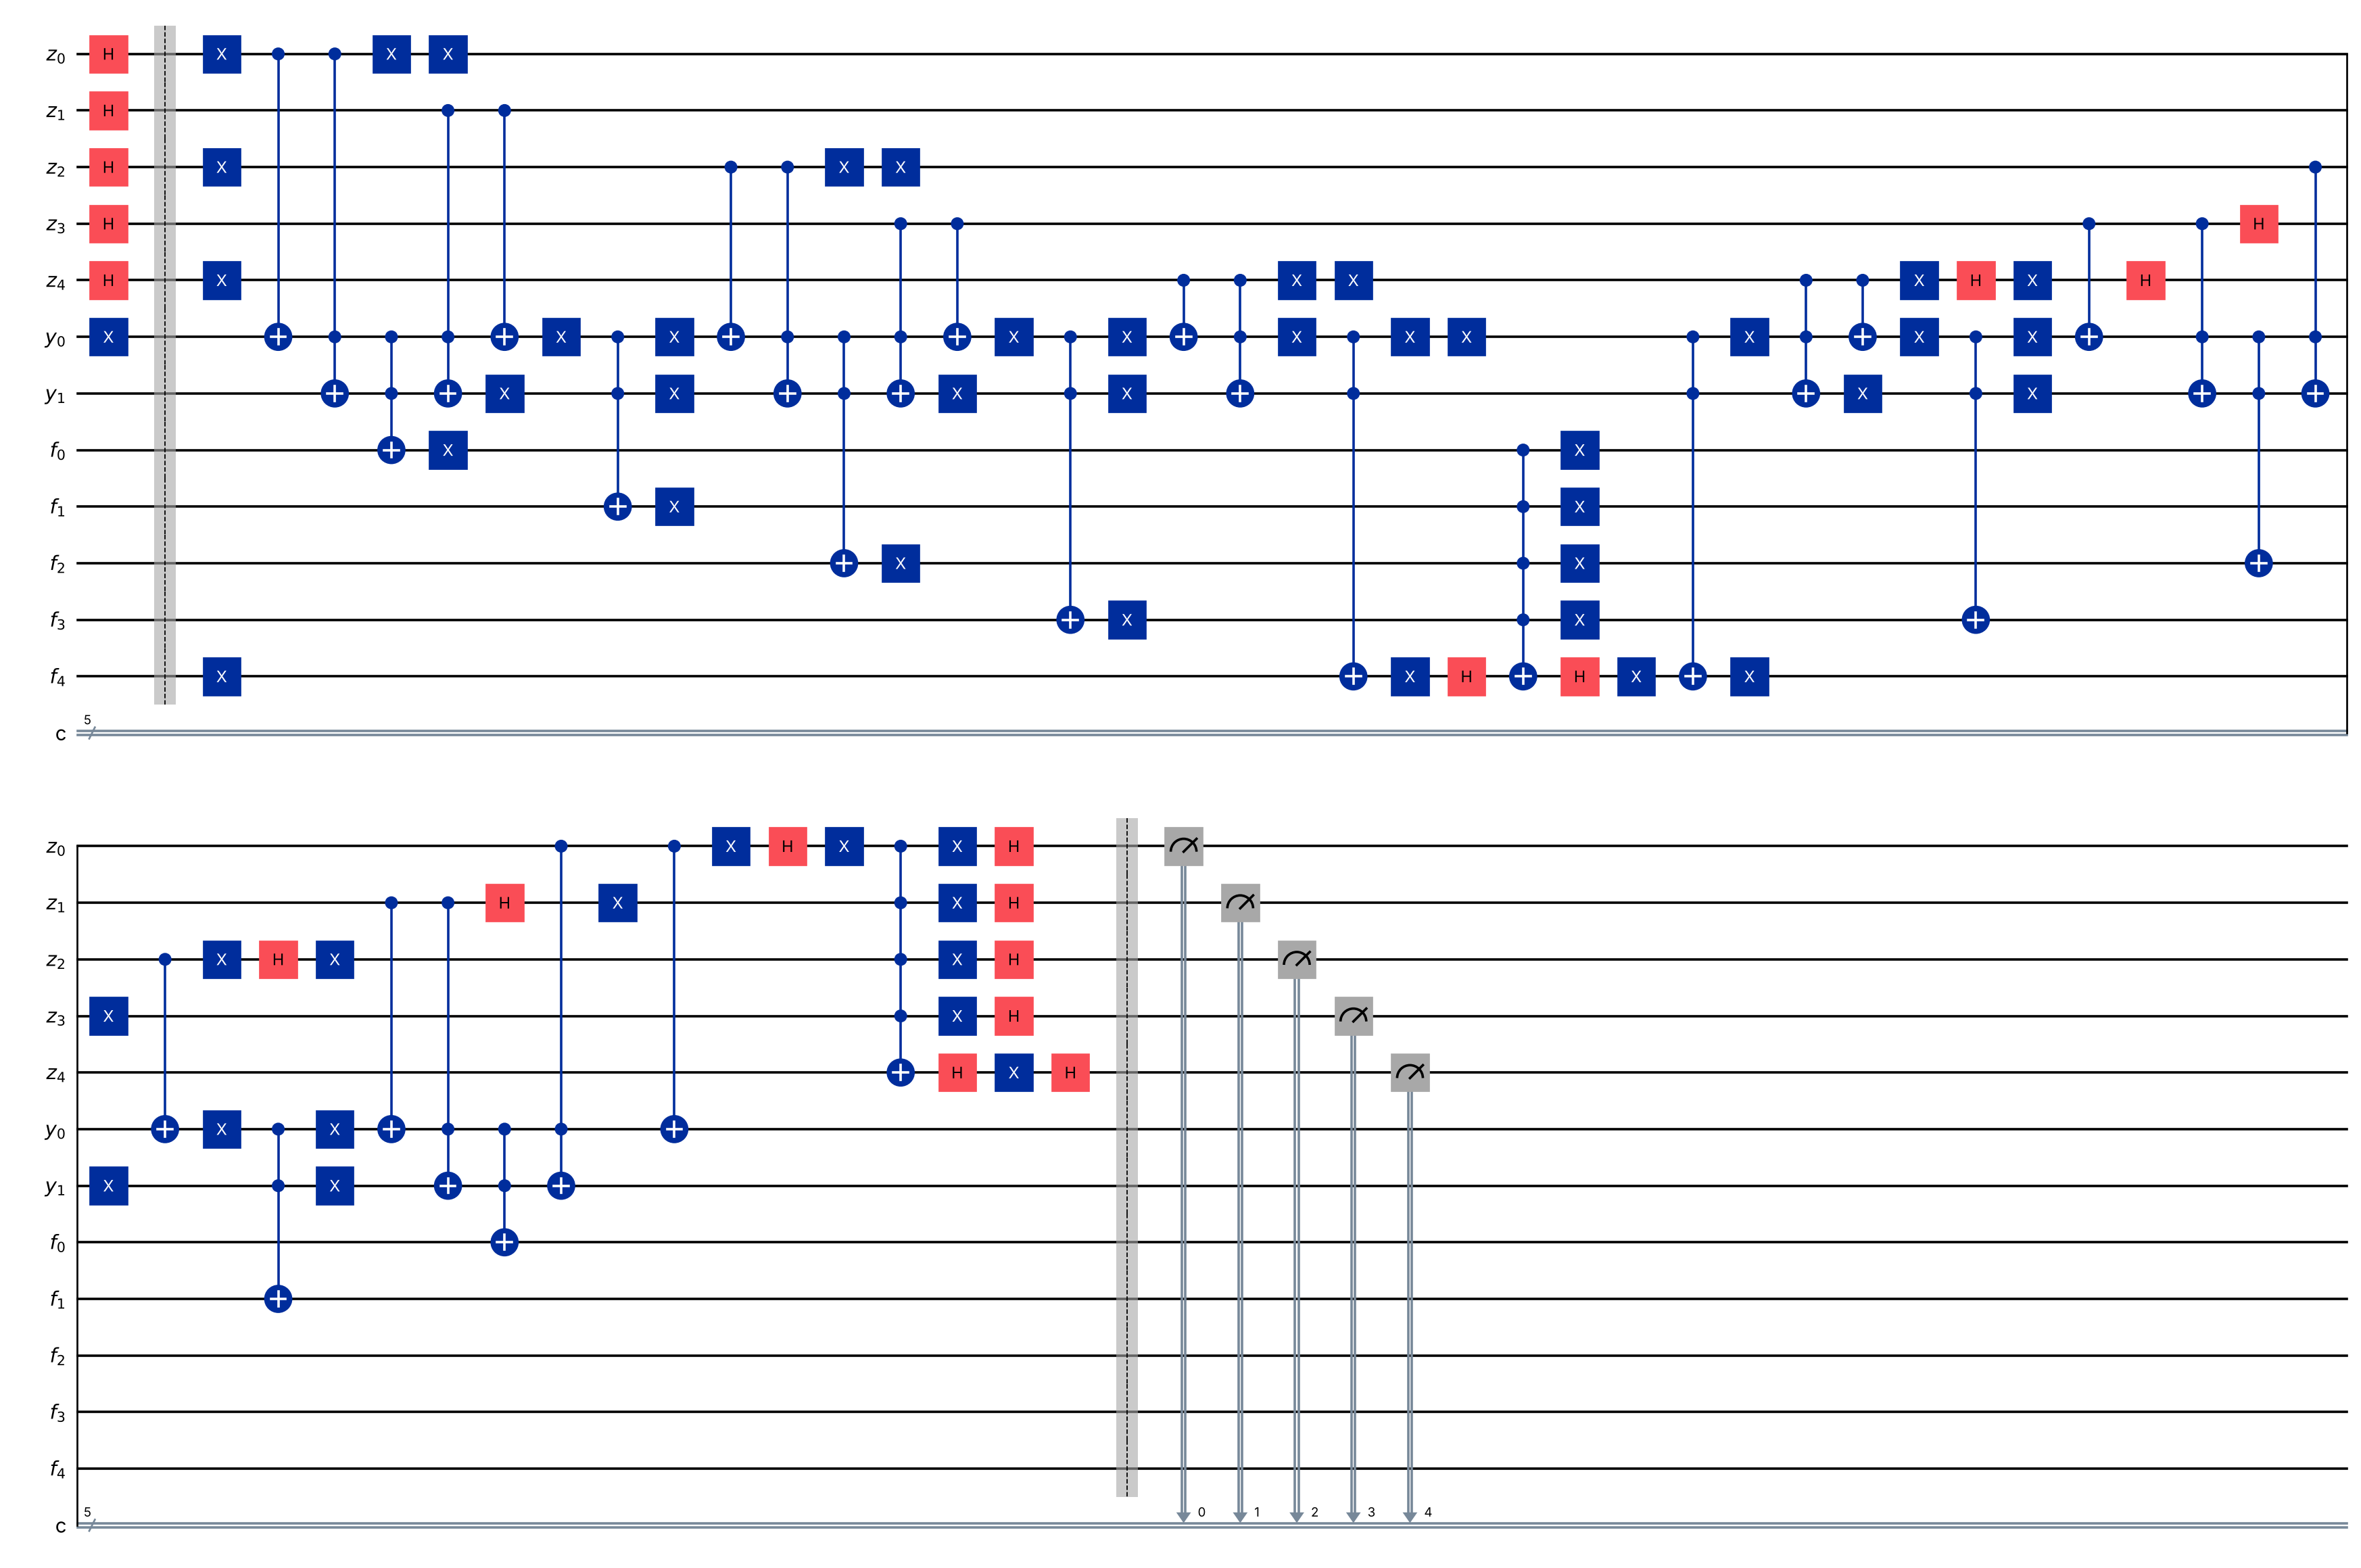 z0 H X X X
z1 H
z2 H X X X
z3 H H
z4 H X X X X H X H
y0 X X X X X X X X X X X
y1 X X X X X X
f0 X X
f1 X X
f2 X X
f3 X X
f4 X X H H X X
c 5
z0 X H X X H
z1 H X X H
z2 X H X X H
z3 X X H
z4 H X H
y0 X X
y1 X X
f0
f1
f2
f3
f4
c 5 0 1 2 3 4